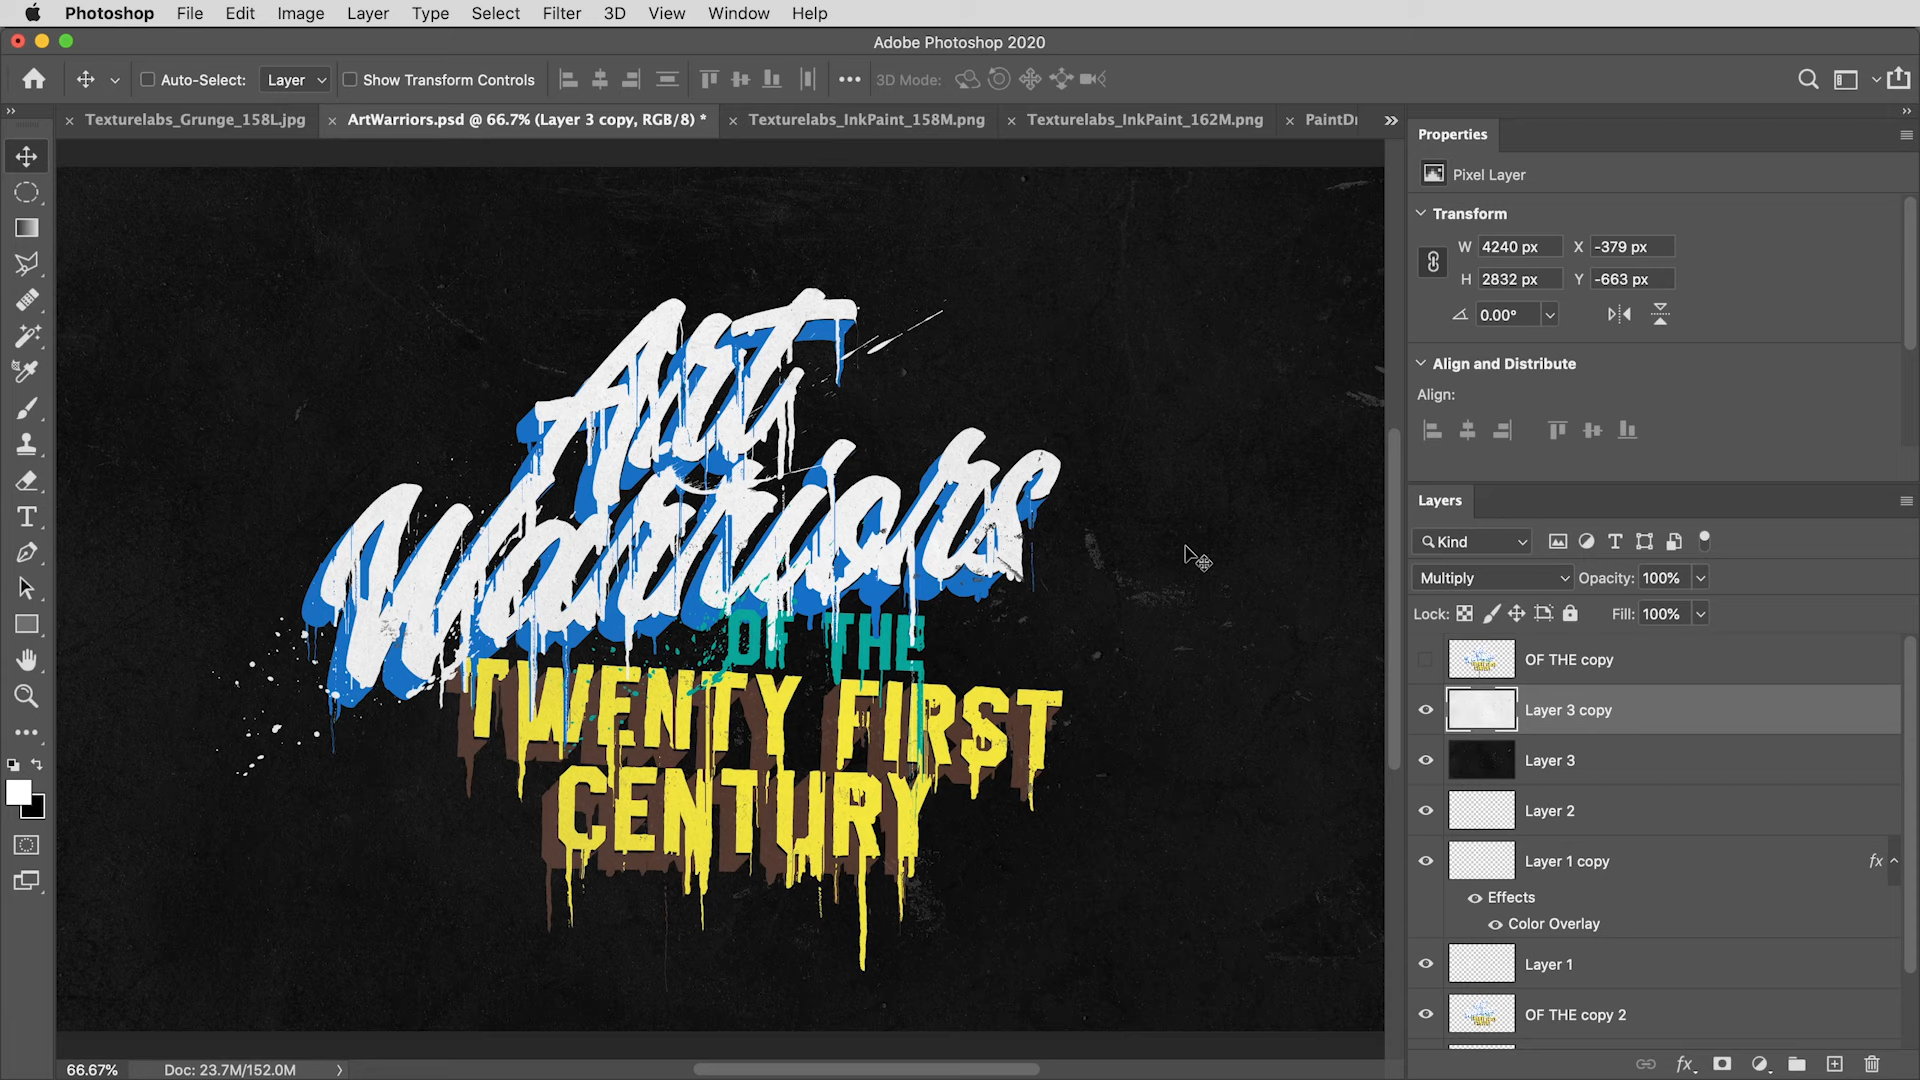 Photoshop File Edit Image Layer Type Select Filter 3D View Window Help
Adobe Photoshop 2020
Auto-Select: Layer Show Transform Controls 3D Mode:
Texturelabs_Grunge_158L.jpg ArtWarriors.psd @ 66.7% (Layer 3 copy, RGB/8) * Texturelabs_InkPaint_158M.png Texturelabs_InkPaint_162M.png PaintDr
Properties
Pixel Layer
Transform
W 4240 px X -379 px
H 2832 px Y -663 px
0.00°
Align and Distribute
Align:
Art
Warriors
OF THE
TWENTY FIRST
CENTURY
Layers
Kind
Multiply Opacity: 100%
Lock: Fill: 100%
OF THE copy
Layer 3 copy
Layer 3
Layer 2
Layer 1 copy fx
Effects
Color Overlay
Layer 1
OF THE copy 2
fx
66.67% Doc: 23.7M/152.0M